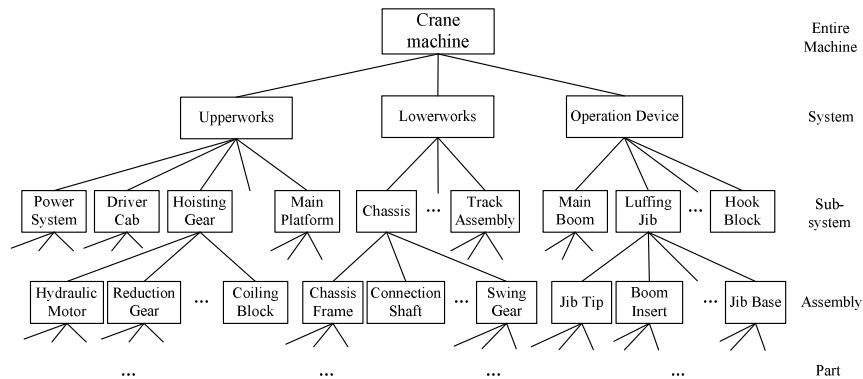 Crane
machine
Entire
Machine
Upperworks
Lowerworks
Operation Device
System
Power
System
Driver
Cab
Hoisting
Gear
Main
Platform
Chassis
...
Track
Assembly
Main
Boom
Luffing
Jib
...
Hook
Block
Sub-
system
Hydraulic
Motor
Reduction
Gear
...
Coiling
Block
Chassis
Frame
Connection
Shaft
...
Swing
Gear
Jib Tip
Boom
Insert
...
Jib Base
Assembly
... ... ... ... Part